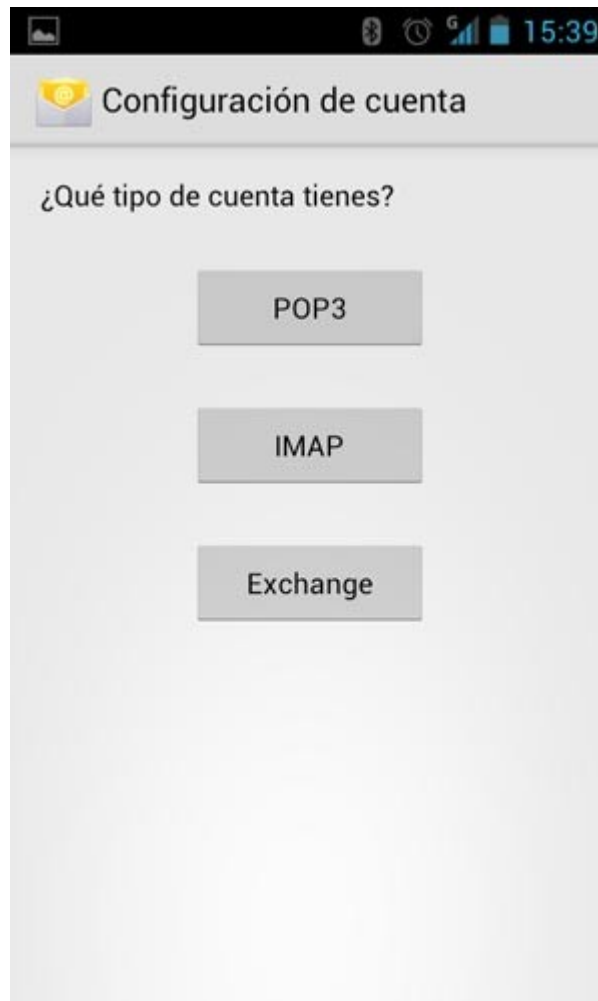 G 15:39
Configuración de cuenta
¿Qué tipo de cuenta tienes?
POP3
IMAP
Exchange